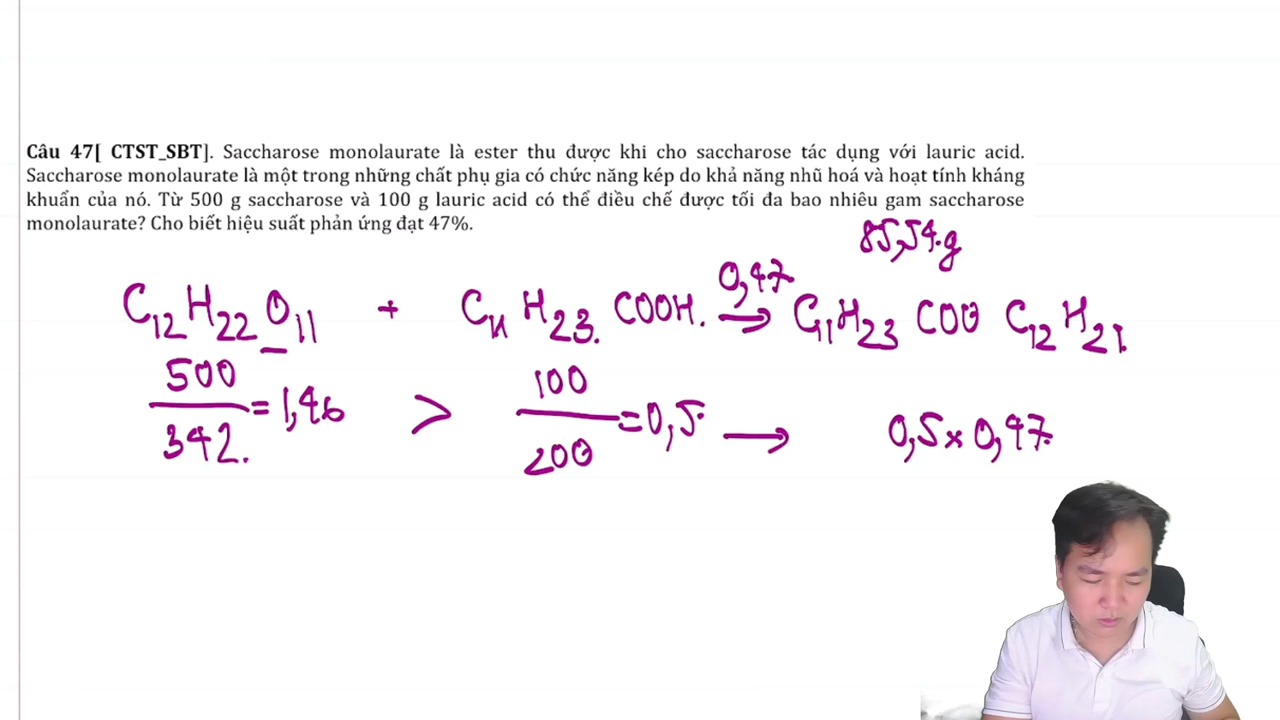 Câu 47[ CTST_SBT]. Saccharose monolaurate là ester thu được khi cho saccharose tác dụng với lauric acid.
Saccharose monolaurate là một trong những chất phụ gia có chức năng kép do khả năng nhũ hoá và hoạt tính kháng
khuẩn của nó. Từ 500 g saccharose và 100 g lauric acid có thể điều chế được tối đa bao nhiêu gam saccharose
monolaurate? Cho biết hiệu suất phản ứng đạt 47%.
85,54.g
C12H22O11 + C11H23.COOH. 0,47→ C11H23COO C12H21.
500/342. = 1,46 > 100/200 = 0,5. → 0,5 × 0,47.